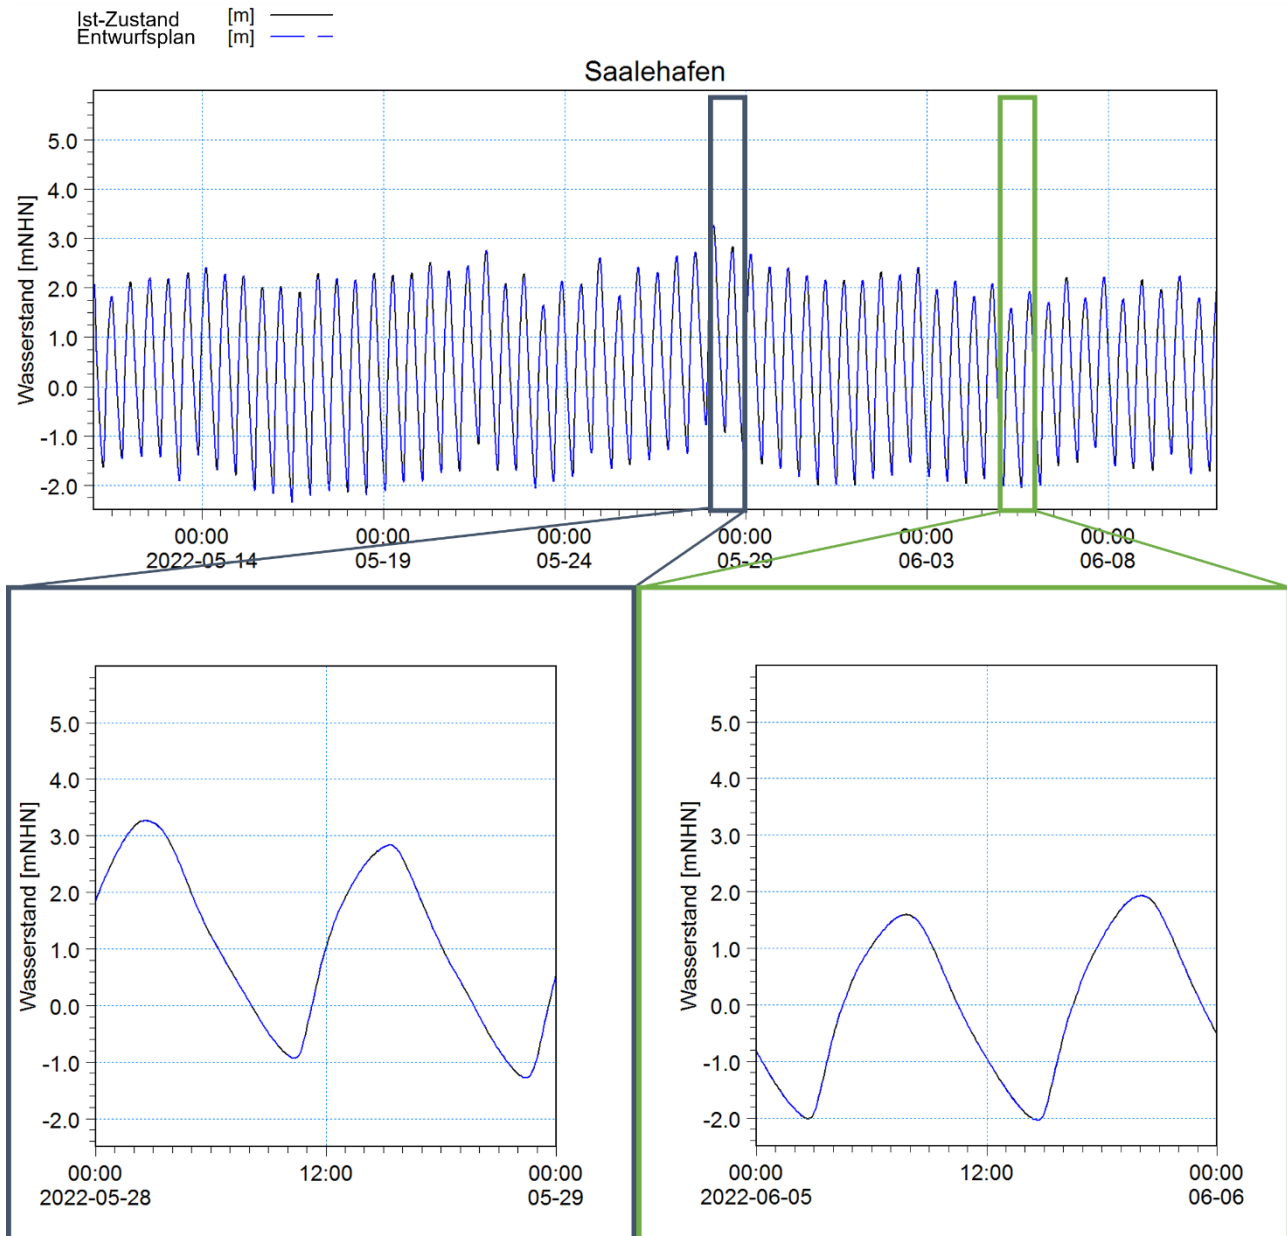 Ist-Zustand [m]
Entwurfsplan [m]
Saalehafen
Wasserstand [mNHN]
5.0
4.0
3.0
2.0
1.0
0.0
-1.0
-2.0
00:00 00:00 00:00 00:00 00:00 00:00
2022-05-14 05-19 05-24 05-29 06-03 06-08
Wasserstand [mNHN]
5.0
4.0
3.0
2.0
1.0
0.0
-1.0
-2.0
00:00 12:00 00:00
2022-05-28 05-29
Wasserstand [mNHN]
5.0
4.0
3.0
2.0
1.0
0.0
-1.0
-2.0
00:00 12:00 00:00
2022-06-05 06-06